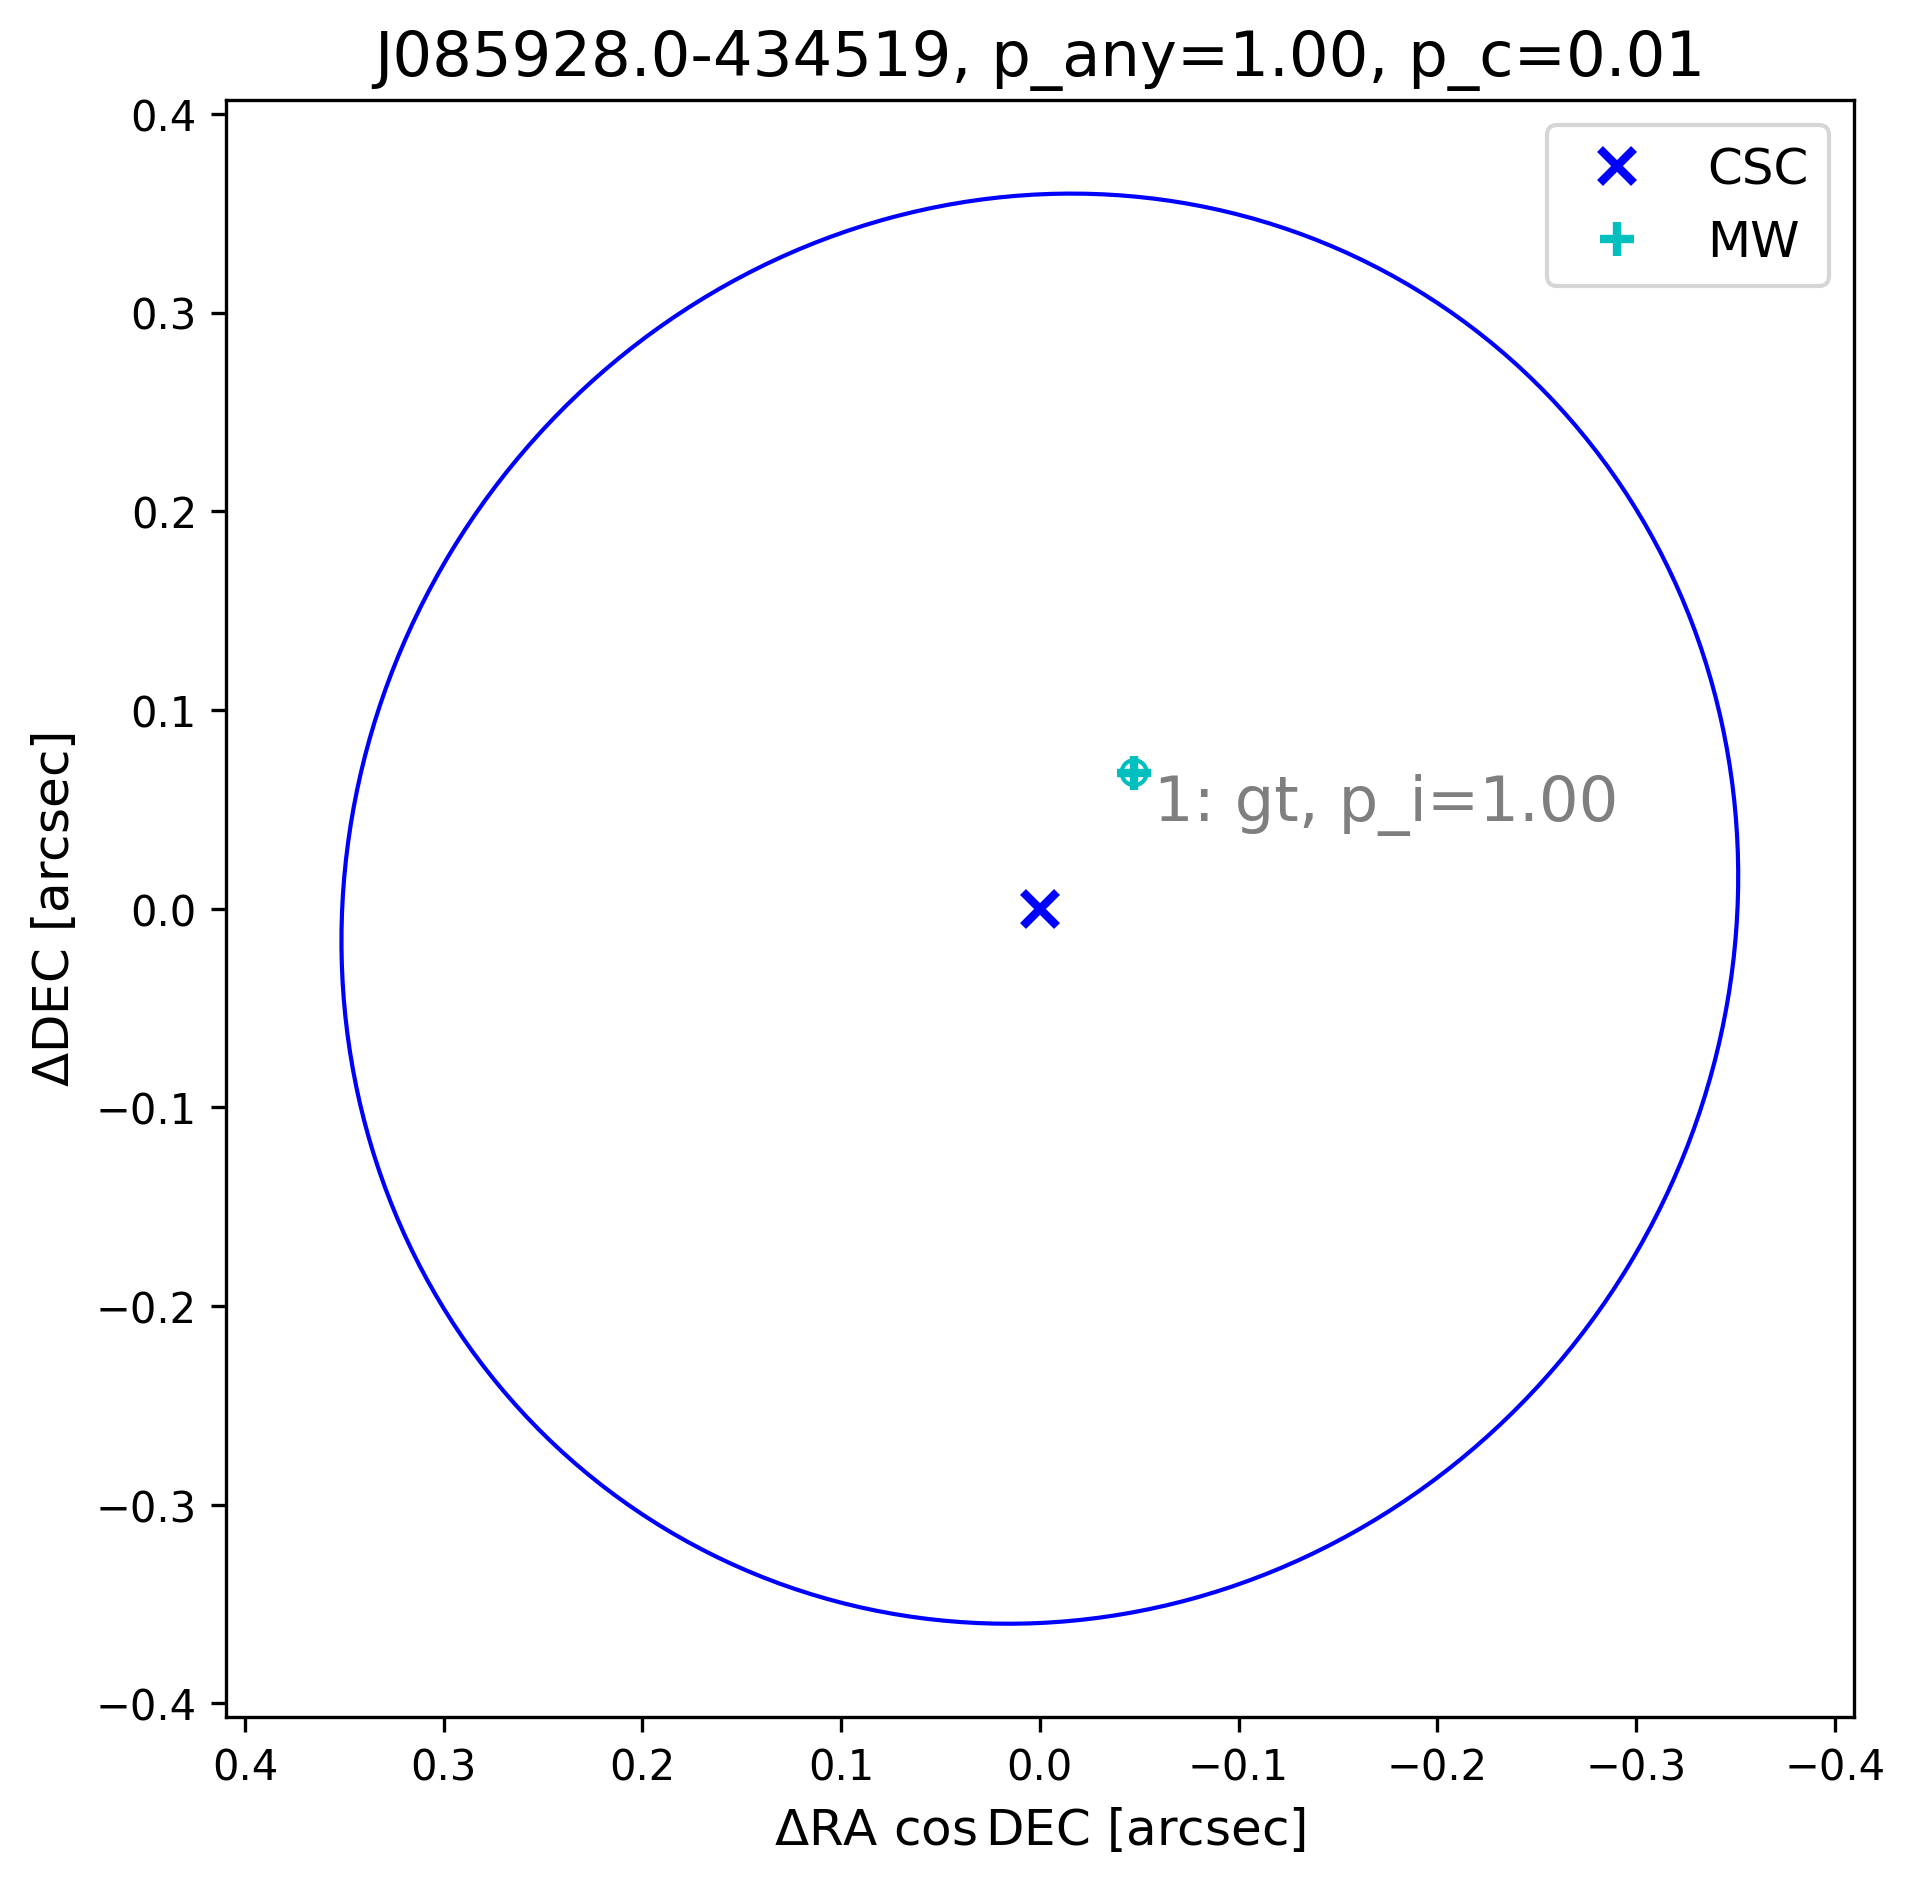 J085928.0-434519, p_any=1.00, p_c=0.01
CSC
MW
1: gt, p_i=1.00
0.4
0.3
0.2
0.1
0.0
−0.1
−0.2
−0.3
−0.4
ΔDEC [arcsec]
0.4 0.3 0.2 0.1 0.0 −0.1 −0.2 −0.3 −0.4
ΔRA cos DEC [arcsec]